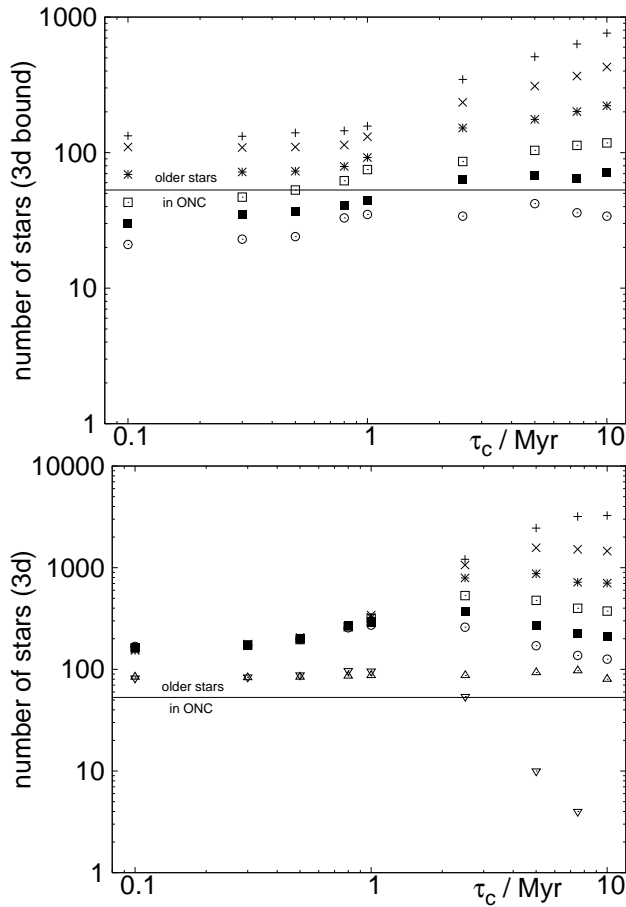 1000
100
10
1
number of stars (3d bound)
older stars
in ONC
0.1
1
10
τc / Myr
10000
1000
100
10
1
number of stars (3d)
older stars
in ONC
0.1
1
10
τc / Myr